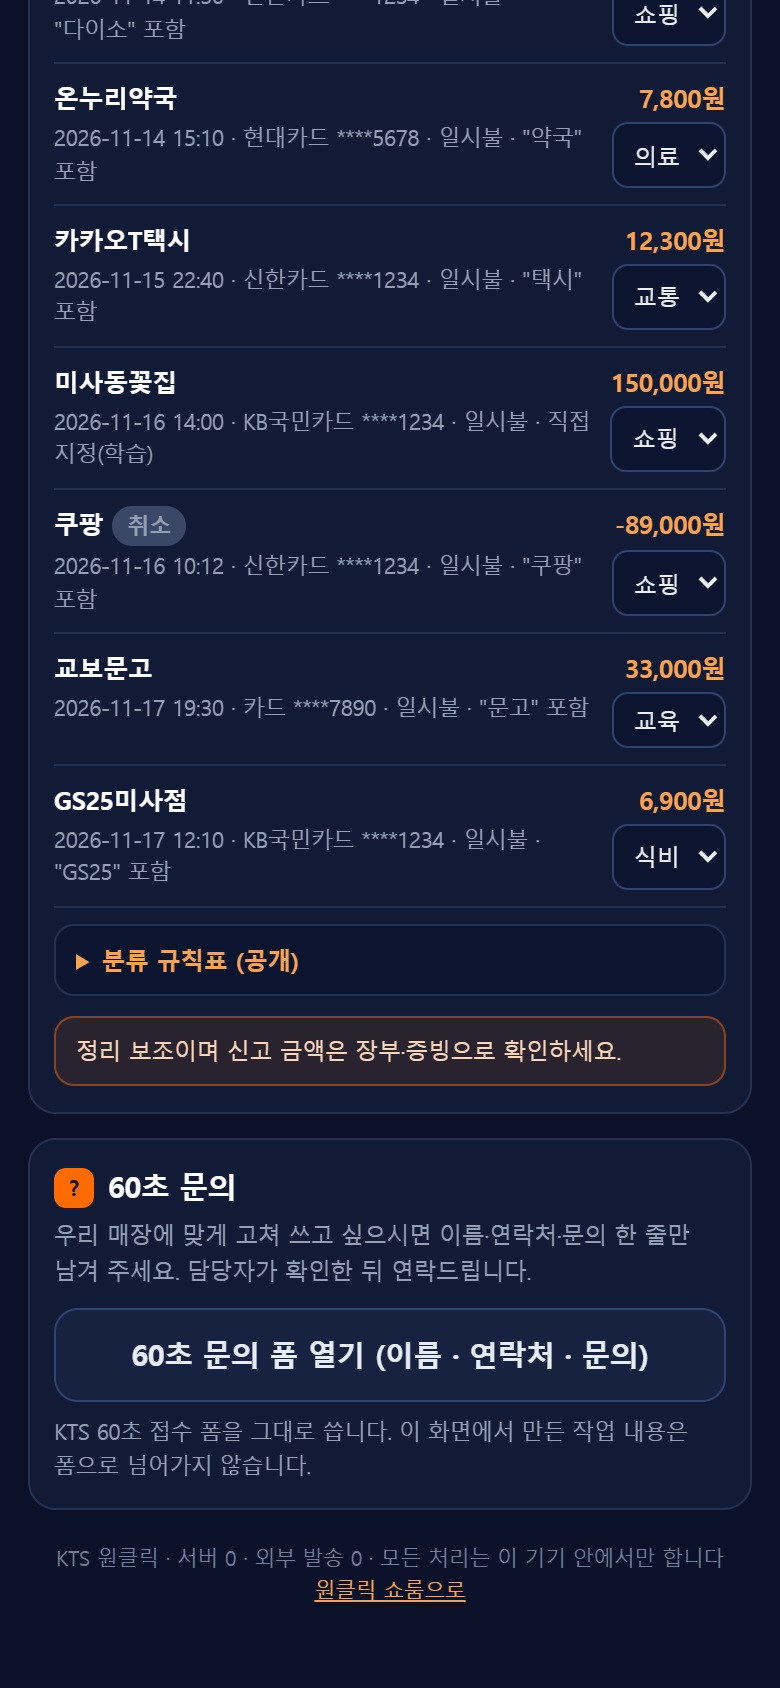 "다이소" 포함
쇼핑
온누리약국
7,800원
2026-11-14 15:10 · 현대카드 ****5678 · 일시불 · "약국"
포함
의료
카카오T택시
12,300원
2026-11-15 22:40 · 신한카드 ****1234 · 일시불 · "택시"
포함
교통
미사동꽃집
150,000원
2026-11-16 14:00 · KB국민카드 ****1234 · 일시불 · 직접
지정(학습)
쇼핑
쿠팡 취소
-89,000원
2026-11-16 10:12 · 신한카드 ****1234 · 일시불 · "쿠팡"
포함
쇼핑
교보문고
33,000원
2026-11-17 19:30 · 카드 ****7890 · 일시불 · "문고" 포함
교육
GS25미사점
6,900원
2026-11-17 12:10 · KB국민카드 ****1234 · 일시불 ·
"GS25" 포함
식비
▶ 분류 규칙표 (공개)
정리 보조이며 신고 금액은 장부·증빙으로 확인하세요.
? 60초 문의
우리 매장에 맞게 고쳐 쓰고 싶으시면 이름·연락처·문의 한 줄만
남겨 주세요. 담당자가 확인한 뒤 연락드립니다.
60초 문의 폼 열기 (이름 · 연락처 · 문의)
KTS 60초 접수 폼을 그대로 씁니다. 이 화면에서 만든 작업 내용은
폼으로 넘어가지 않습니다.
KTS 원클릭 · 서버 0 · 외부 발송 0 · 모든 처리는 이 기기 안에서만 합니다
원클릭 쇼룸으로